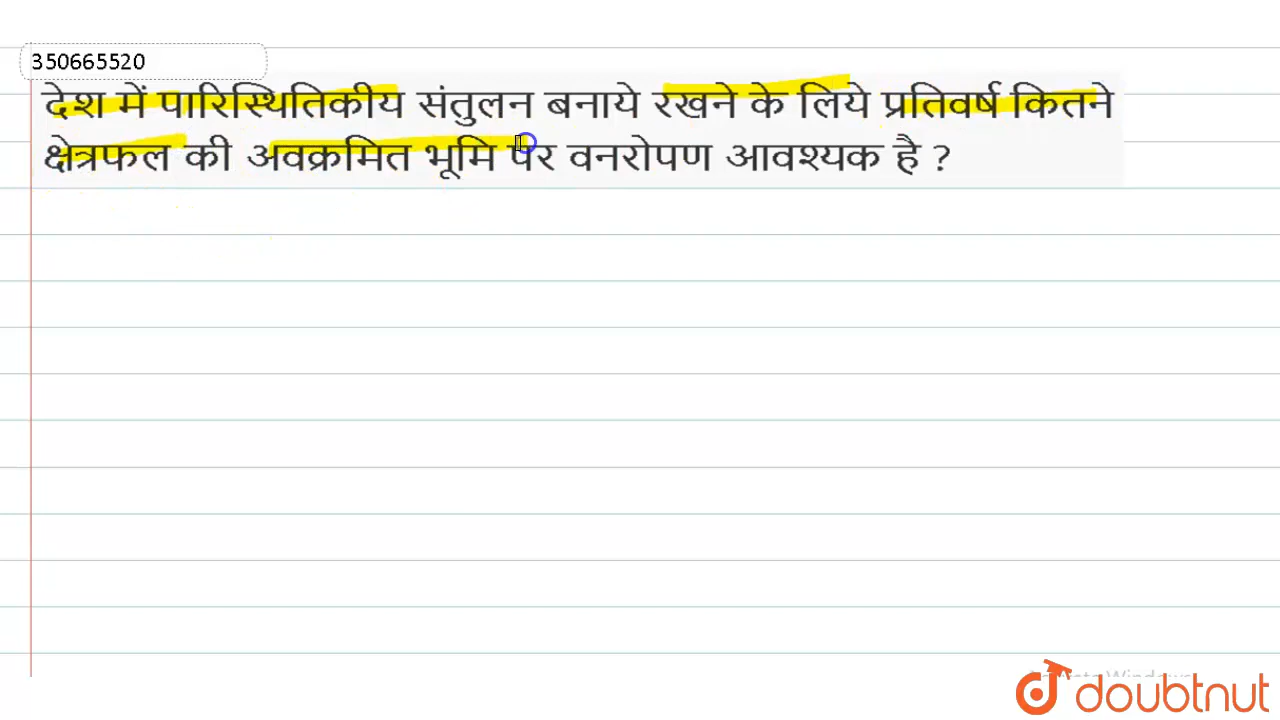 350665520
देश में पारिस्थितिकीय संतुलन बनाये रखने के लिये प्रतिवर्ष कितने
क्षेत्रफल की अवक्रमित भूमि पर वनरोपण आवश्यक है ?
doubtnut